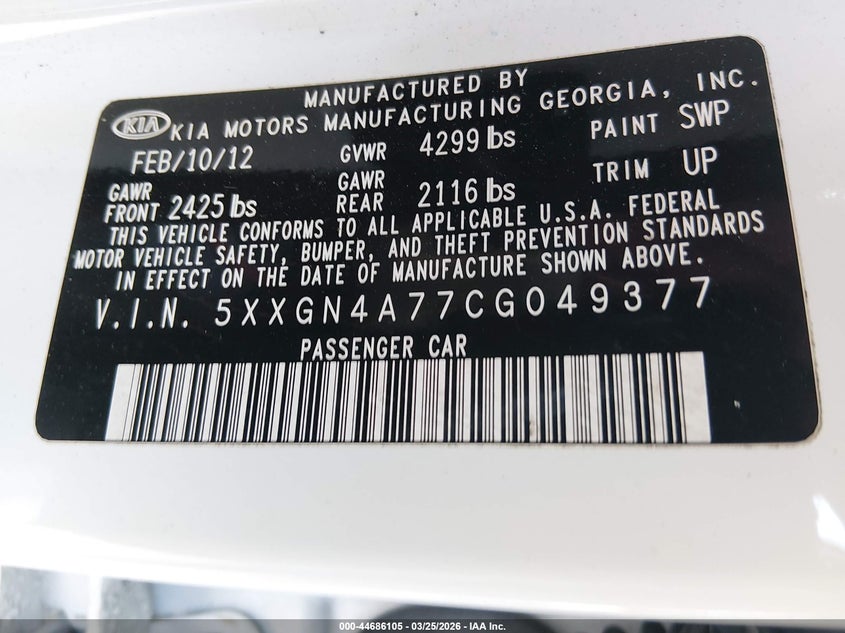 MANUFACTURED BY
KIA KIA MOTORS MANUFACTURING GEORGIA, INC.
FEB/10/12 GVWR 4299 lbs PAINT SWP
GAWR FRONT 2425 lbs GAWR REAR 2116 lbs TRIM UP
THIS VEHICLE CONFORMS TO ALL APPLICABLE U.S.A. FEDERAL
MOTOR VEHICLE SAFETY, BUMPER, AND THEFT PREVENTION STANDARDS
IN EFFECT ON THE DATE OF MANUFACTURE SHOWN ABOVE.
V.I.N. 5XXGN4A77CG049377
PASSENGER CAR
000-44686105 — 03/25/2026 — IAA Inc.